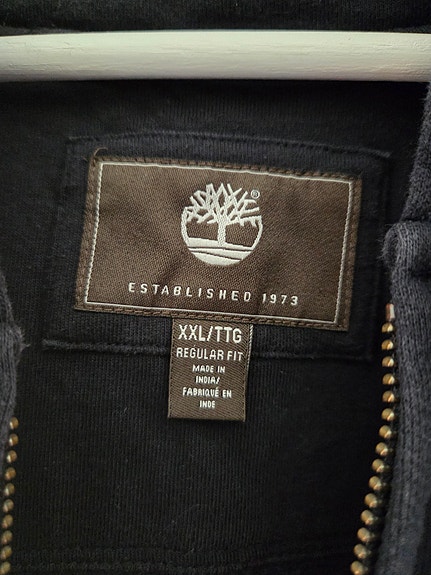 ®
ESTABLISHED 1973
XXL/TTG
REGULAR FIT
MADE IN
INDIA/
FABRIQUÉ EN
INDE